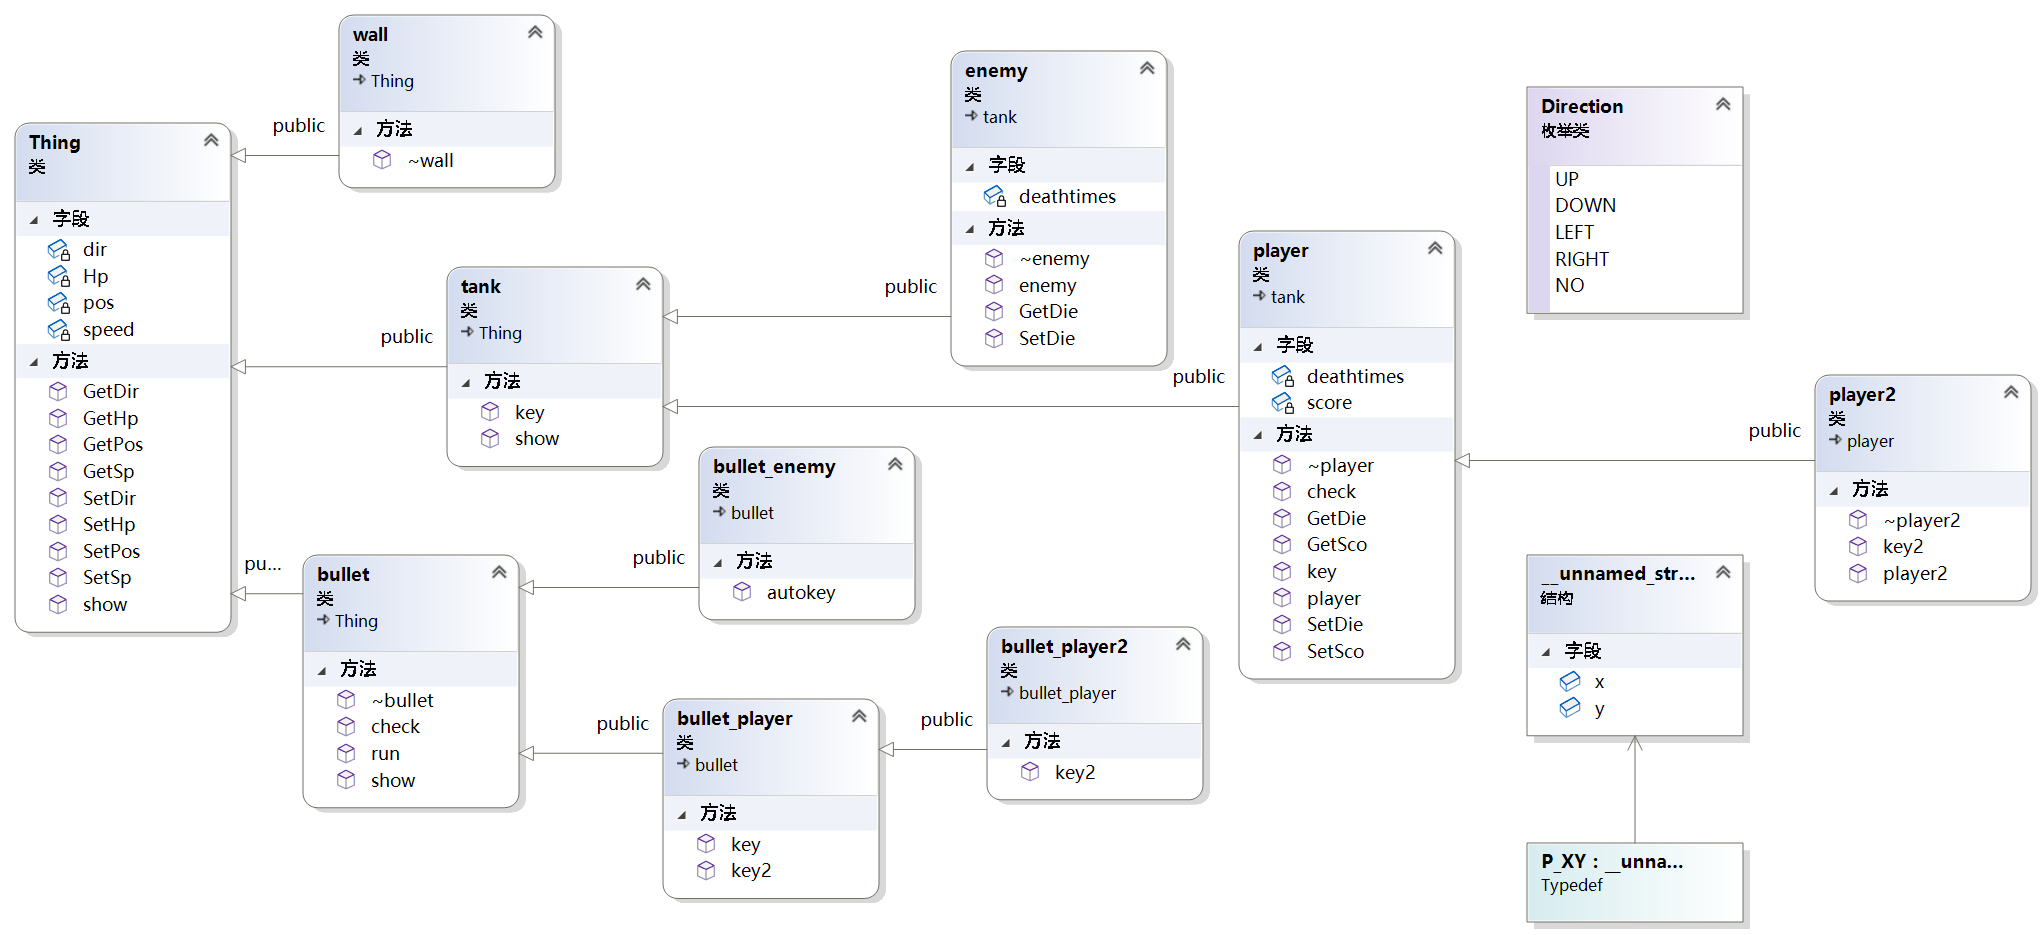 wall
类
Thing
方法
~wall
public
Thing
类
字段
dir
Hp
pos
speed
方法
GetDir
GetHp
GetPos
GetSp
SetDir
SetHp
SetPos
SetSp
show
public
tank
类
Thing
方法
key
show
pu...
bullet
类
Thing
方法
~bullet
check
run
show
public
enemy
类
tank
字段
deathtimes
方法
~enemy
enemy
GetDie
SetDie
public
bullet_enemy
类
bullet
方法
autokey
public
bullet_player
类
bullet
方法
key
key2
public
bullet_player2
类
bullet_player
方法
key2
public
player
类
tank
字段
deathtimes
score
方法
~player
check
GetDie
GetSco
key
player
SetDie
SetSco
Direction
枚举类
UP
DOWN
LEFT
RIGHT
NO
public
player2
类
player
方法
~player2
key2
player2
__unnamed_str...
结构
字段
x
y
P_XY : __unna...
Typedef